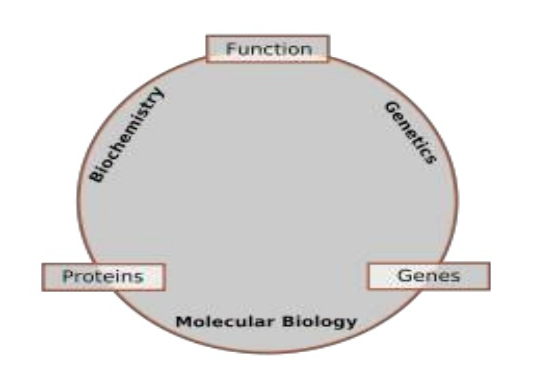 Function
Biochemistry
Genetics
Proteins
Genes
Molecular Biology